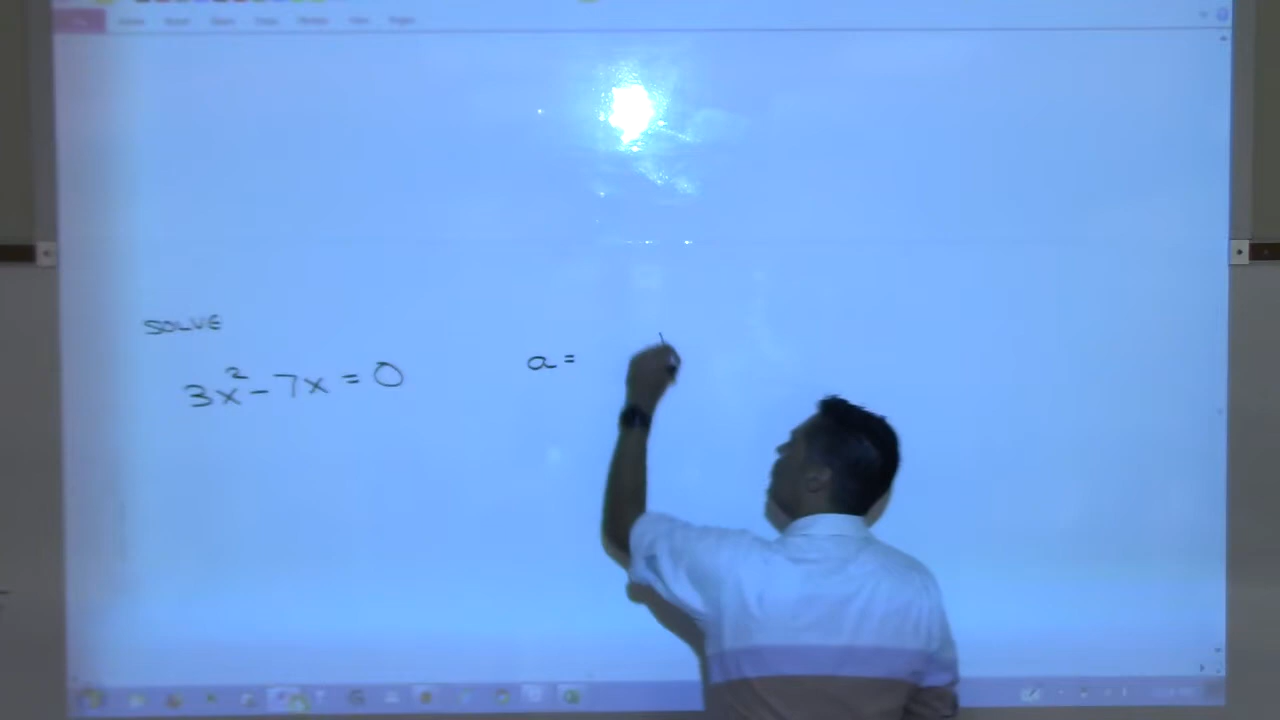 SOLVE
3x² - 7x = 0
a =